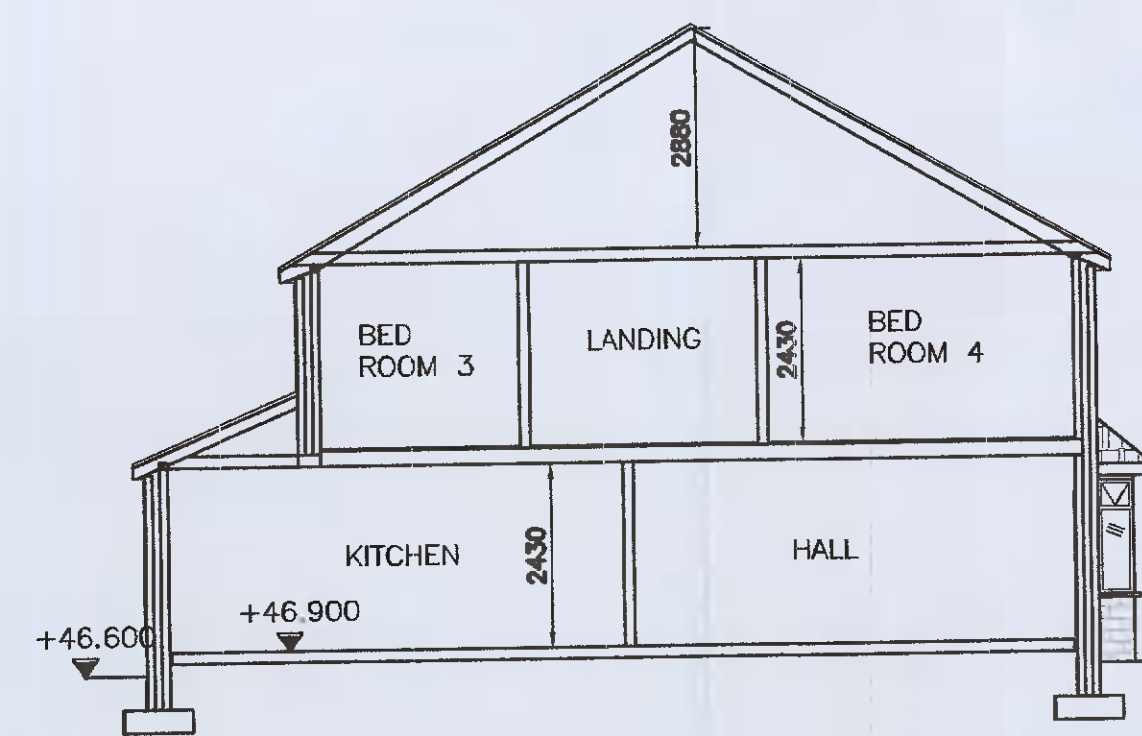 2880
BED
ROOM 3
LANDING
2430
BED
ROOM 4
KITCHEN
2430
HALL
+46.600
+46.900